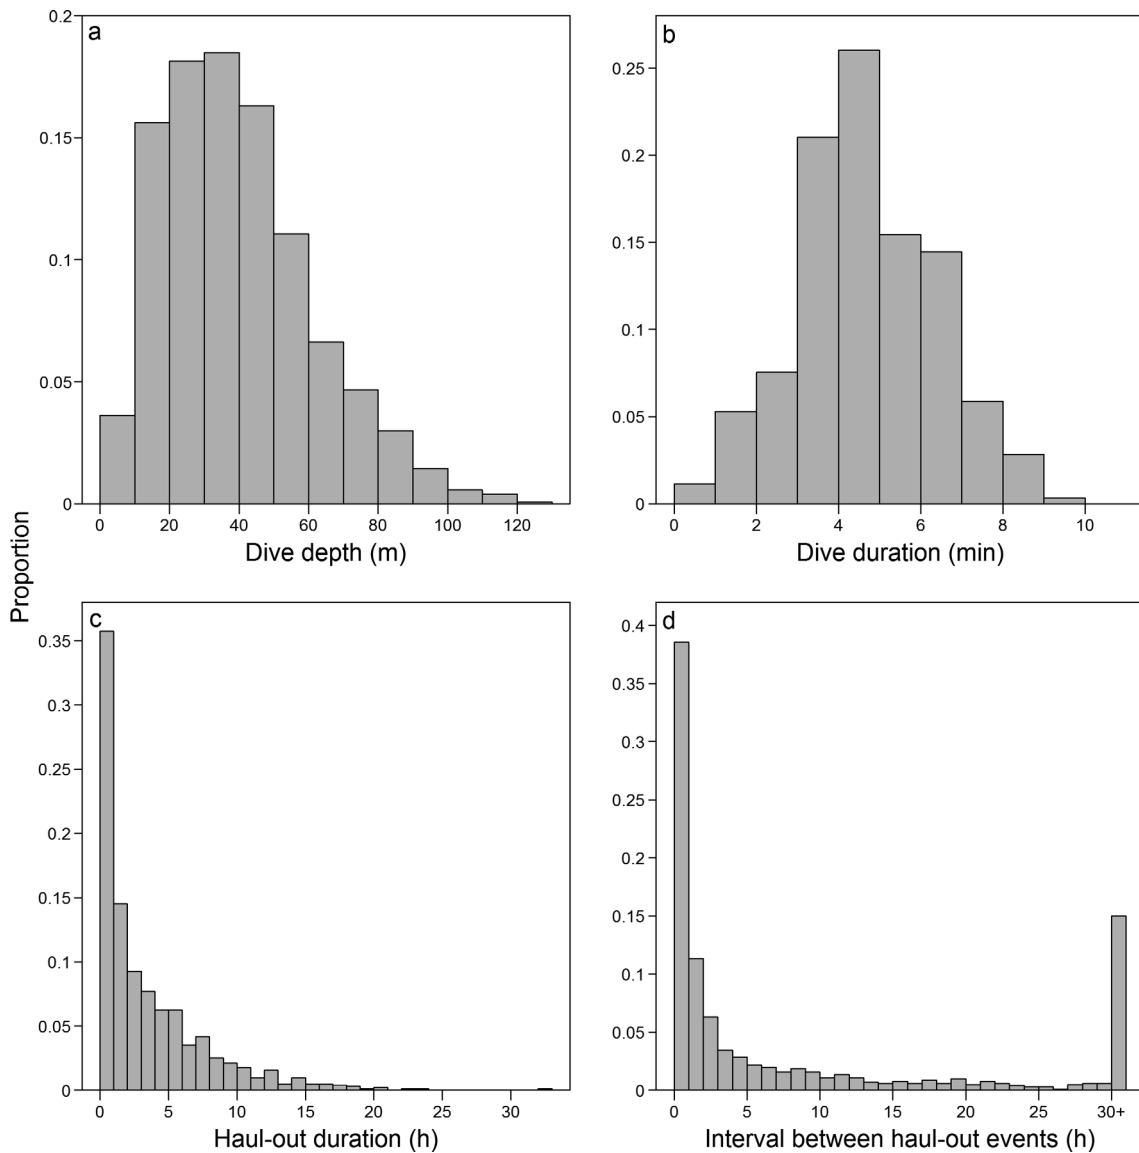 a
0.2
0.15
0.1
0.05
0
0 20 40 60 80 100 120
Dive depth (m)
b
0.25
0.2
0.15
0.1
0.05
0
0 2 4 6 8 10
Dive duration (min)
Proportion
c
0.35
0.3
0.25
0.2
0.15
0.1
0.05
0
0 5 10 15 20 25 30
Haul-out duration (h)
d
0.4
0.35
0.3
0.25
0.2
0.15
0.1
0.05
0
0 5 10 15 20 25 30+
Interval between haul-out events (h)